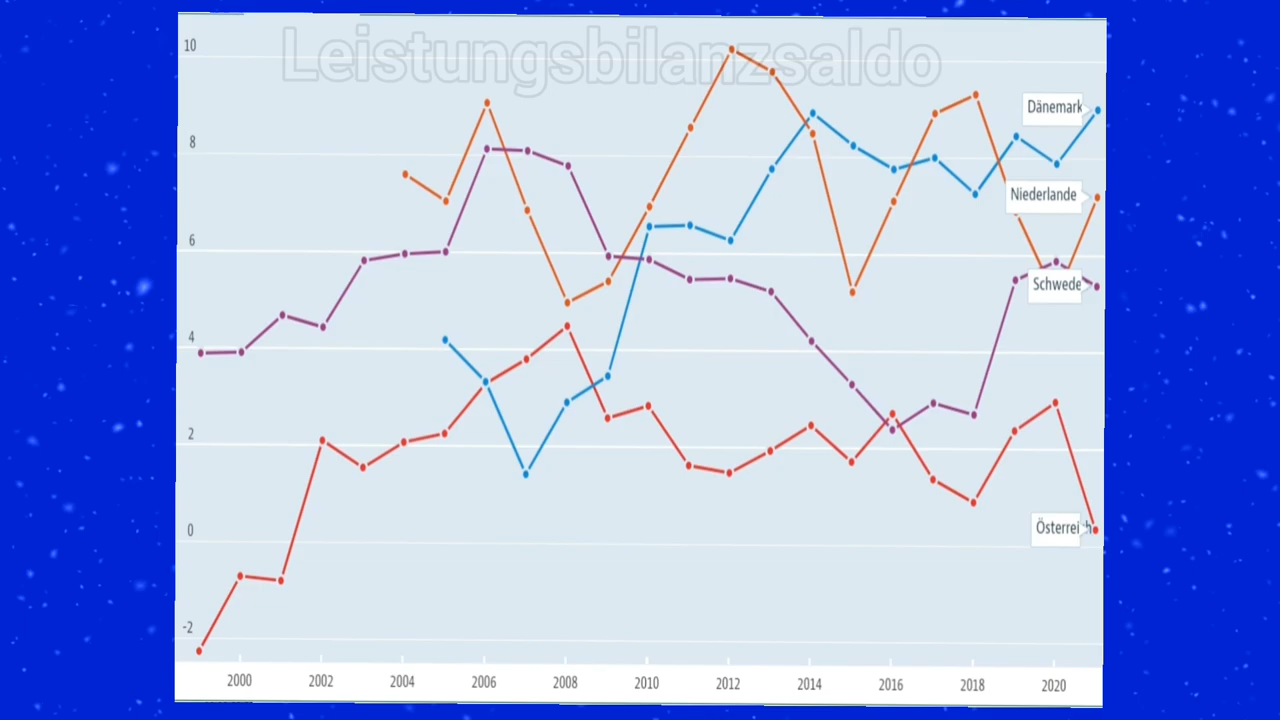 Leistungsbilanzsaldo
10
8
6
4
2
0
-2
Dänemark
Niederlande
Schwede
Österreich
2000 2002 2004 2006 2008 2010 2012 2014 2016 2018 2020